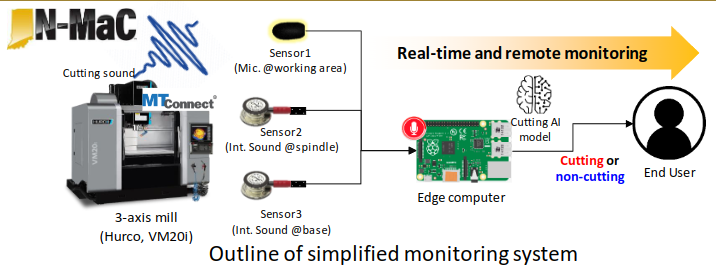 N-MaC
Cutting sound
MTConnect®
HURCO
VM20i
3-axis mill
(Hurco, VM20i)
Sensor1
(Mic. @working area)
Sensor2
(Int. Sound @spindle)
Sensor3
(Int. Sound @base)
Real-time and remote monitoring
Cutting AI
model
Edge computer
Cutting or
non-cutting
End User
Outline of simplified monitoring system